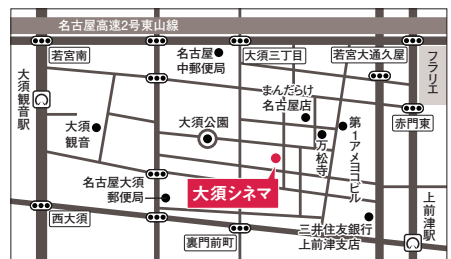 名古屋高速2号東山線
若宮南
名古屋
中郵便局
大須三丁目
若宮大通久屋
フラリエ
大須観音駅
まんだらけ
名古屋店
大須公園
大須
観音
万松寺
第1アメヨコビル
赤門東
大須シネマ
名古屋大須
郵便局
西大須
裏門前町
三井住友銀行
上前津支店
上前津駅